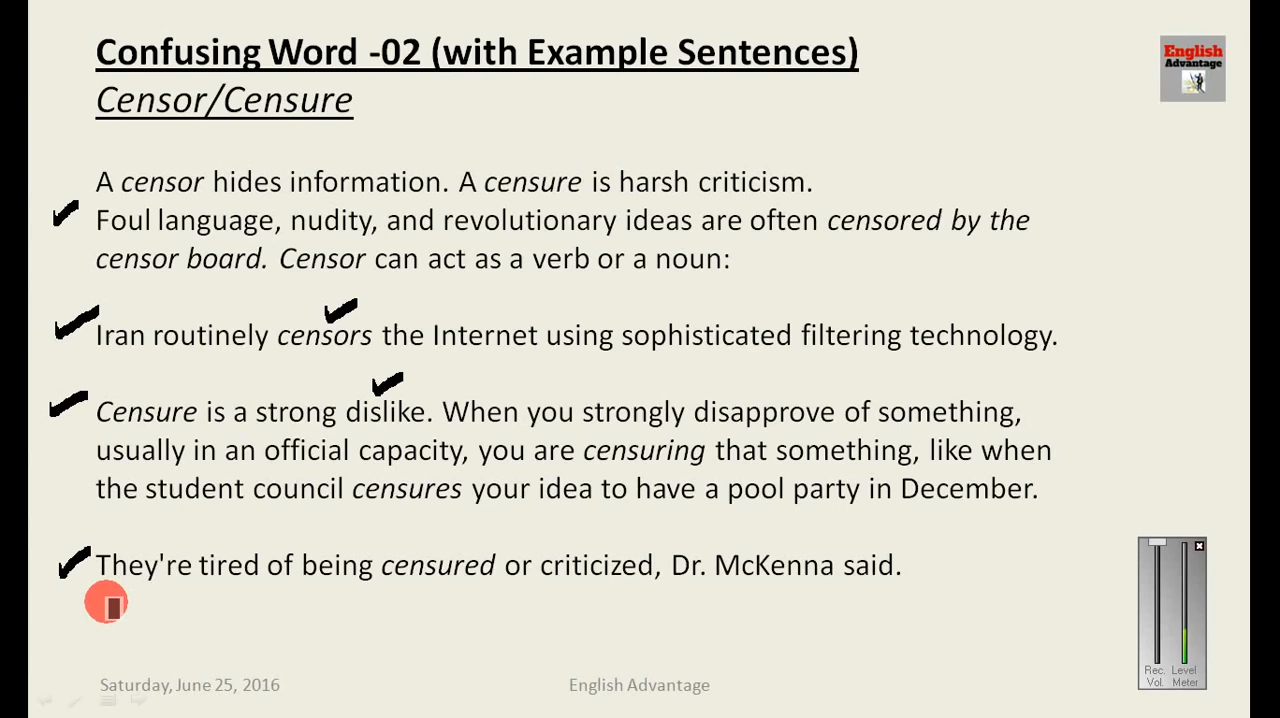 Confusing Word -02 (with Example Sentences)
English
Advantage
Censor/Censure
A censor hides information. A censure is harsh criticism.
Foul language, nudity, and revolutionary ideas are often censored by the
censor board. Censor can act as a verb or a noun:
Iran routinely censors the Internet using sophisticated filtering technology.
Censure is a strong dislike. When you strongly disapprove of something,
usually in an official capacity, you are censuring that something, like when
the student council censures your idea to have a pool party in December.
They're tired of being censured or criticized, Dr. McKenna said.
Rec. Level
Vol. Meter
Saturday, June 25, 2016
English Advantage